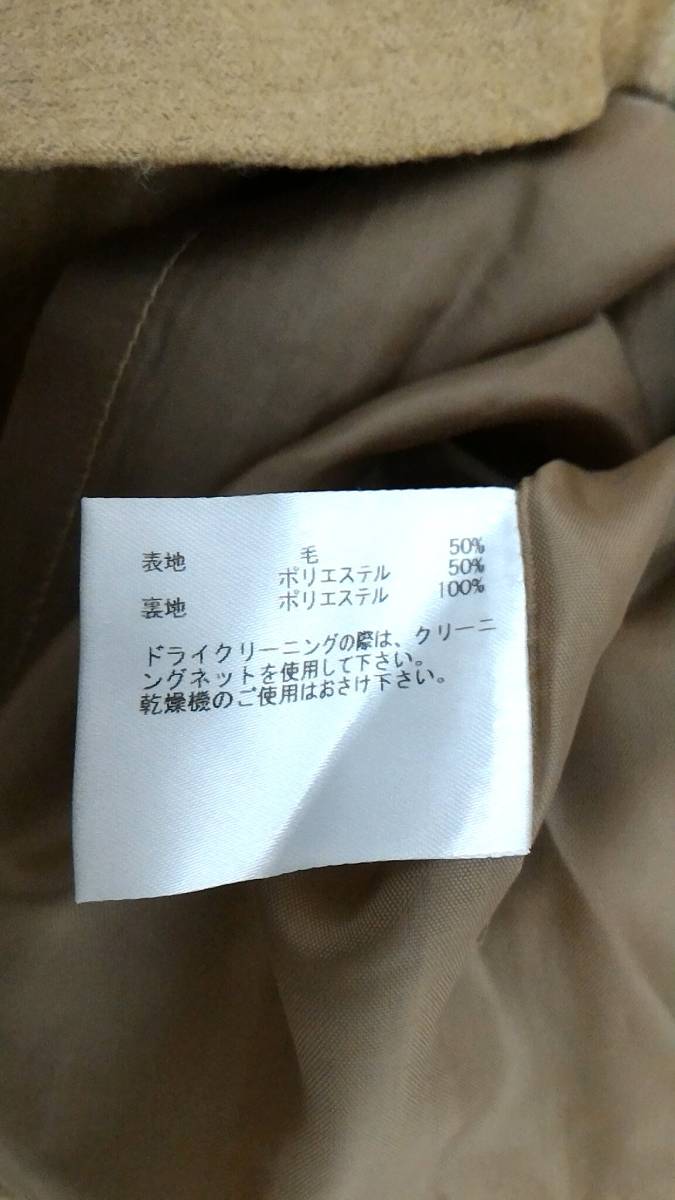 表地 毛 50%
ポリエステル 50%
裏地 ポリエステル 100%
ドライクリーニングの際は、クリーニ
ングネットを使用して下さい。
乾燥機のご使用はおさけ下さい。